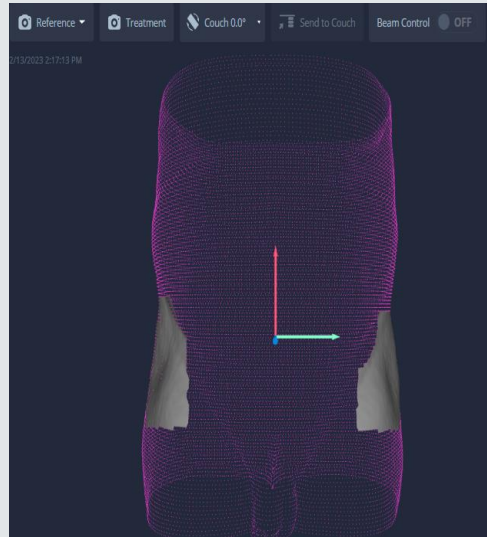 Reference Treatment Couch 0.0° Send to Couch Beam Control OFF
2/13/2023 2:17:13 PM